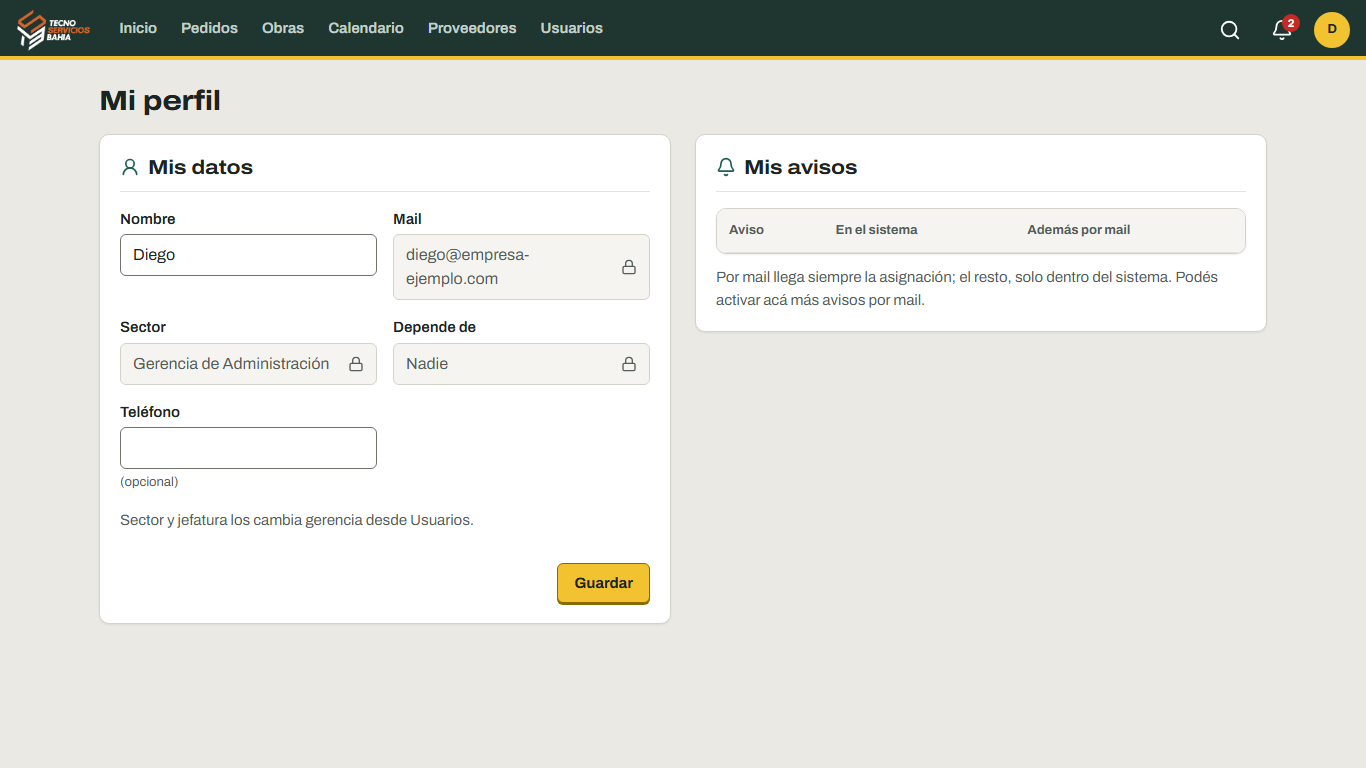 TECNO
SERVICIOS
BAHIA
Inicio
Pedidos
Obras
Calendario
Proveedores
Usuarios
2
D
Mi perfil
Mis datos
Nombre
Mail
Diego
diego@empresa-
ejemplo.com
Sector
Depende de
Gerencia de Administración
Nadie
Teléfono
(opcional)
Sector y jefatura los cambia gerencia desde Usuarios.
Guardar
Mis avisos
Aviso
En el sistema
Además por mail
Por mail llega siempre la asignación; el resto, solo dentro del sistema. Podés
activar acá más avisos por mail.